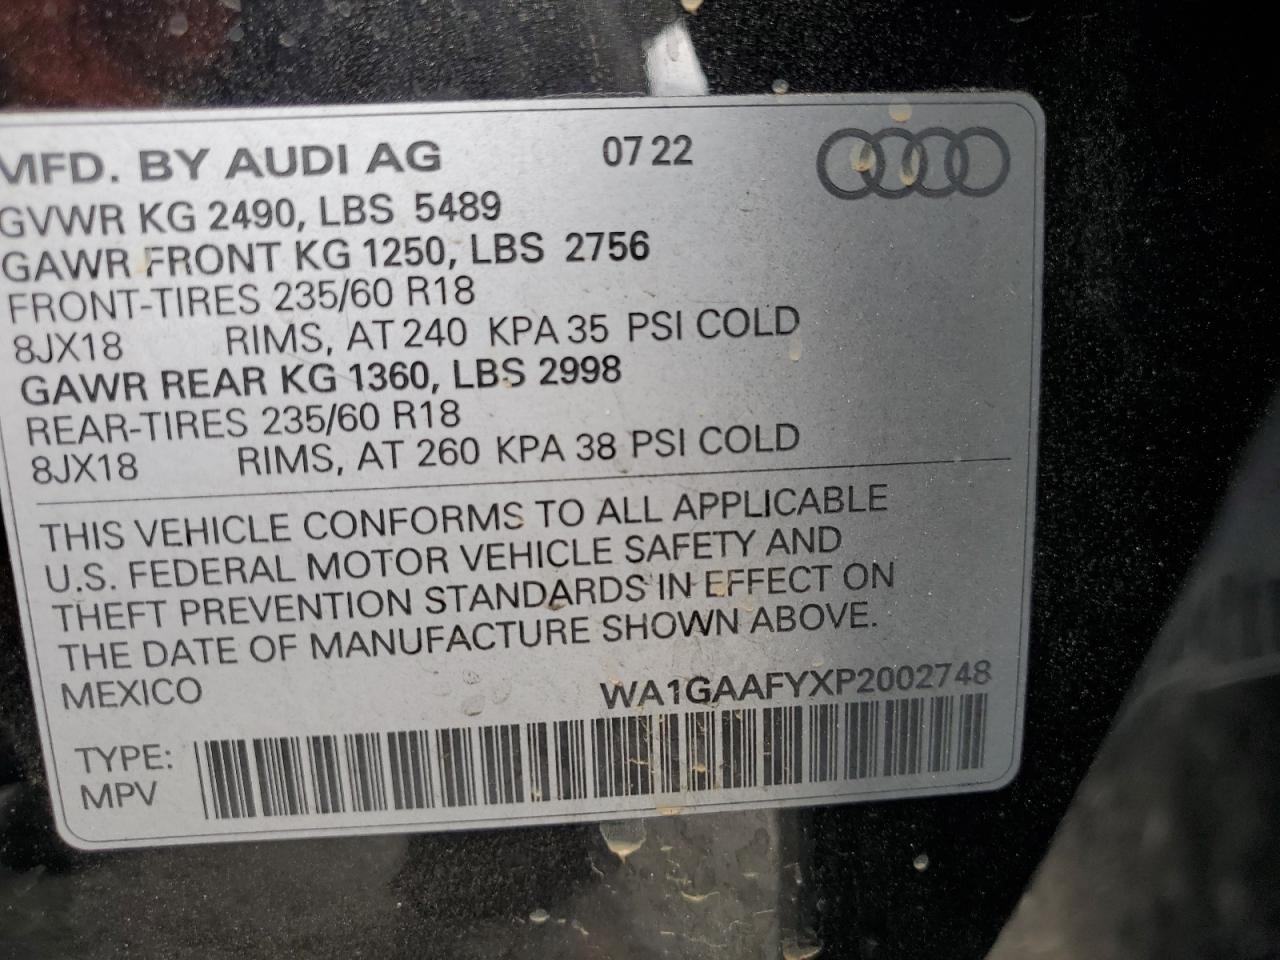 MFD. BY AUDI AG 07 22
GVWR KG 2490, LBS 5489
GAWR FRONT KG 1250, LBS 2756
FRONT-TIRES 235/60 R18
8JX18 RIMS, AT 240 KPA 35 PSI COLD
GAWR REAR KG 1360, LBS 2998
REAR-TIRES 235/60 R18
8JX18 RIMS, AT 260 KPA 38 PSI COLD
THIS VEHICLE CONFORMS TO ALL APPLICABLE
U.S. FEDERAL MOTOR VEHICLE SAFETY AND
THEFT PREVENTION STANDARDS IN EFFECT ON
THE DATE OF MANUFACTURE SHOWN ABOVE.
MEXICO WA1GAAFYXP2002748
TYPE:
MPV